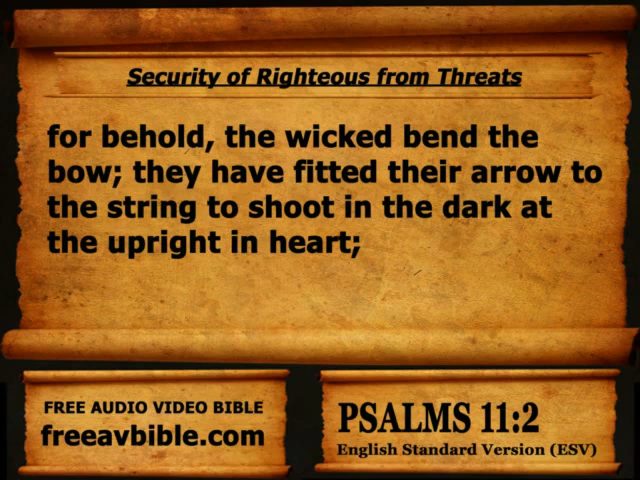 Security of Righteous from Threats
for behold, the wicked bend the
bow; they have fitted their arrow to
the string to shoot in the dark at
the upright in heart;
FREE AUDIO VIDEO BIBLE
freeavbible.com
PSALMS 11:2
English Standard Version (ESV)